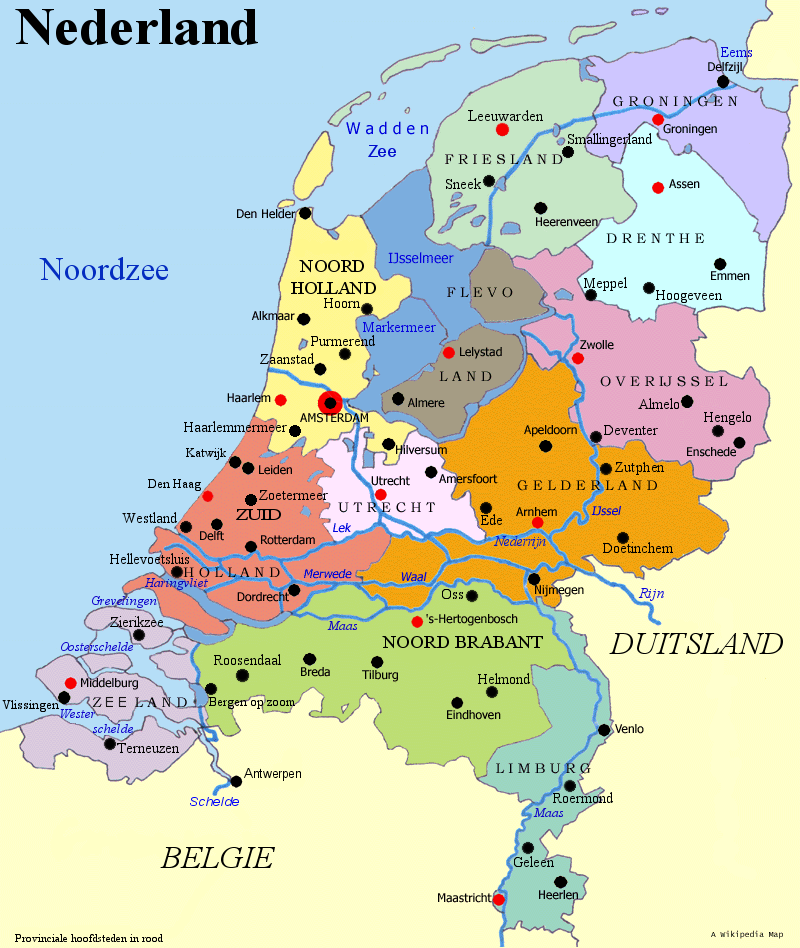 Nederland
Eems
Delfzijl
GRONINGEN
Leeuwarden
Wadden
Zee
Groningen
Smallingerland
FRIESLAND
Sneek
Assen
Den Helder
Heerenveen
DRENTHE
Noordzee
IJsselmeer
NOORD
HOLLAND
Emmen
Meppel
Hoogeveen
FLEVO
Hoorn
Alkmaar
Markermeer
Purmerend
Zwolle
Zaanstad
Lelystad
LAND
OVERIJSSEL
Haarlem
Almere
Almelo
AMSTERDAM
Hengelo
Haarlemmermeer
Apeldoorn
Deventer
Hilversum
Enschede
Katwijk
Leiden
Zutphen
Amersfoort
Utrecht
Den Haag
GELDERLAND
Zoetermeer
UTRECHT
Arnhem
IJssel
ZUID
Westland
Ede
Delft
Lek
Rotterdam
Nederrijn
Doetinchem
Hellevoetsluis
HOLLAND
Merwede
Waal
Haringvliet
Nijmegen
Rijn
Dordrecht
Oss
Grevelingen
Zierikzee
Maas
's-Hertogenbosch
NOORD BRABANT
DUITSLAND
Oosterschelde
Roosendaal
Breda
Tilburg
Middelburg
Helmond
Vlissingen
ZEELAND
Bergen op zoom
Wester
Eindhoven
schelde
Venlo
Terneuzen
LIMBURG
Antwerpen
Schelde
Roermond
Maas
BELGIE
Geleen
Maastricht
Heerlen
Provinciale hoofdsteden in rood
A Wikipedia Map